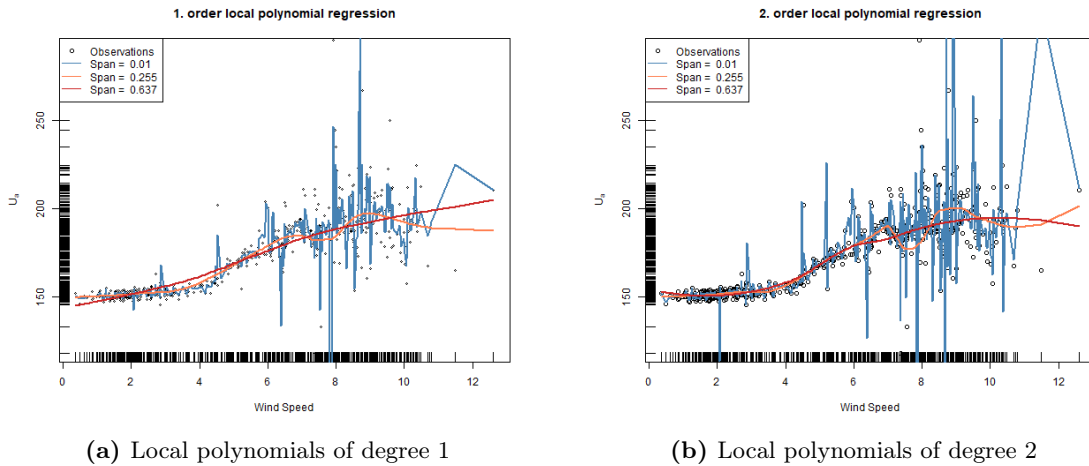 1. order local polynomial regression
Observations
Span = 0.01
Span = 0.255
Span = 0.637
250
200
150
Uₐ
0 2 4 6 8 10 12
Wind Speed
(a) Local polynomials of degree 1
2. order local polynomial regression
Observations
Span = 0.01
Span = 0.255
Span = 0.637
250
200
150
Uₐ
0 2 4 6 8 10 12
Wind Speed
(b) Local polynomials of degree 2